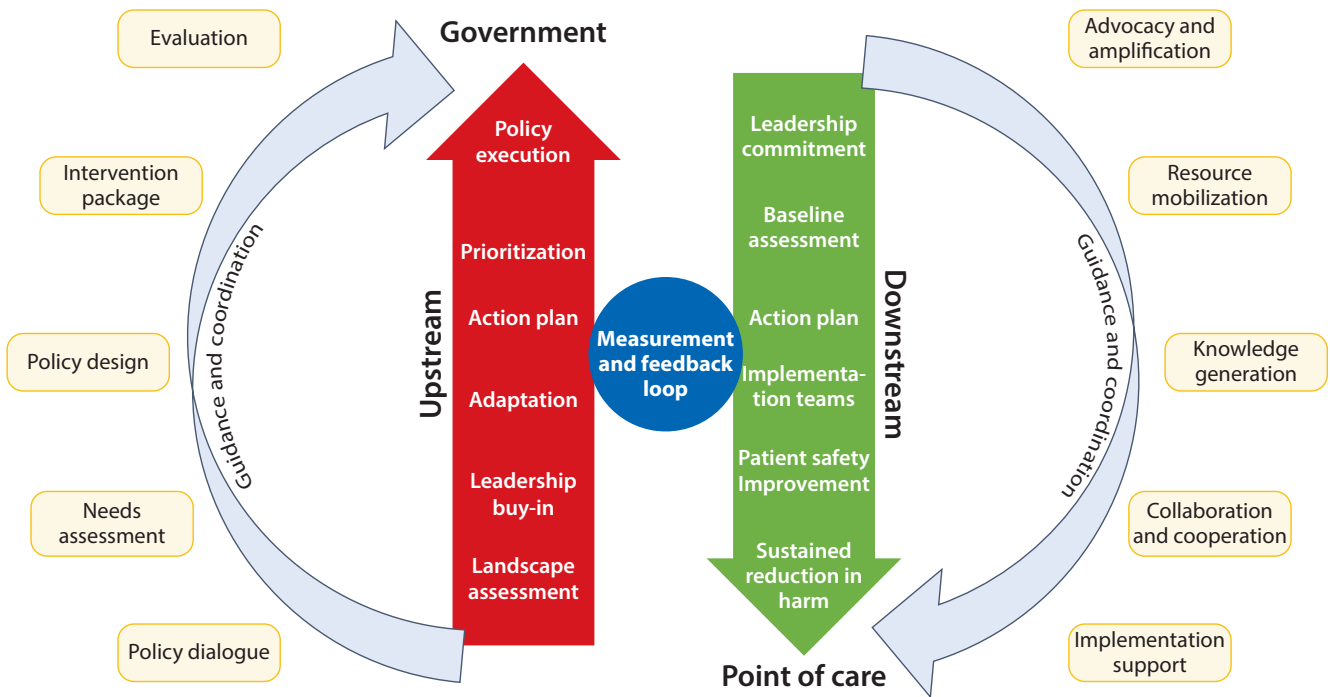 Evaluation
Intervention
package
Policy design
Needs
assessment
Policy dialogue
Guidance and coordination
Government
Upstream
Policy
execution
Prioritization
Action plan
Adaptation
Leadership
buy-in
Landscape
assessment
Measurement
and feedback
loop
Leadership
commitment
Baseline
assessment
Action plan
Implementa-
tion teams
Patient safety
Improvement
Sustained
reduction in
harm
Downstream
Point of care
Guidance and coordination
Advocacy and
amplification
Resource
mobilization
Knowledge
generation
Collaboration
and cooperation
Implementation
support